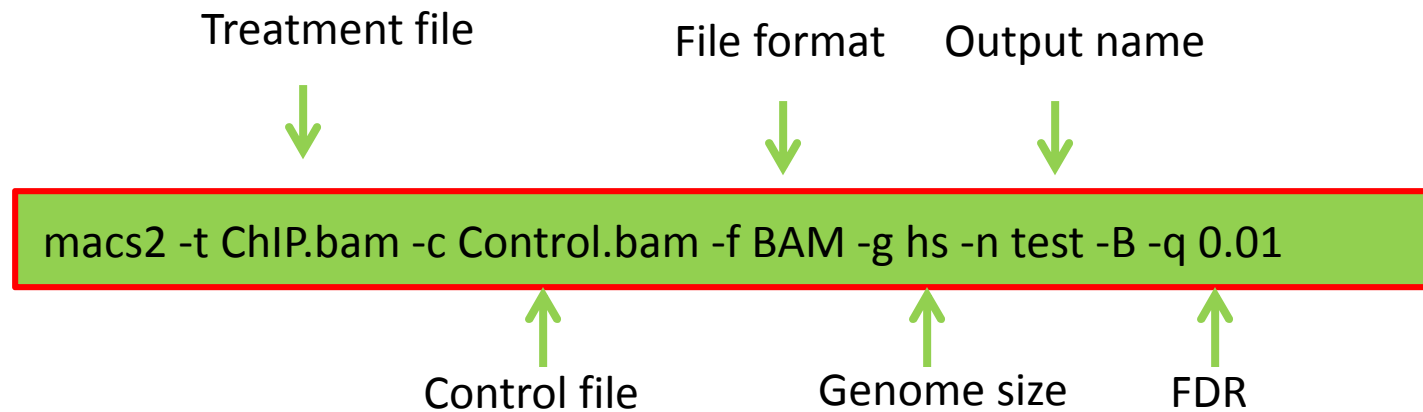 Treatment file
File format
Output name
macs2 -t ChIP.bam -c Control.bam -f BAM -g hs -n test -B -q 0.01
Control file
Genome size
FDR